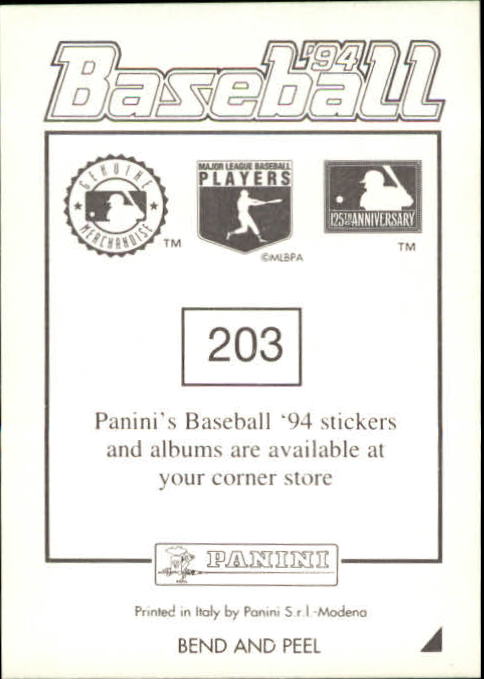 '94
Baseball
GENUINE
MERCHANDISE
TM
MAJOR LEAGUE BASEBALL
PLAYERS
©MLBPA
125TH ANNIVERSARY
TM
203
Panini's Baseball ‘94 stickers
and albums are available at
your corner store
PANINI
Printed in Italy by Panini S.r.l.-Modena
BEND AND PEEL